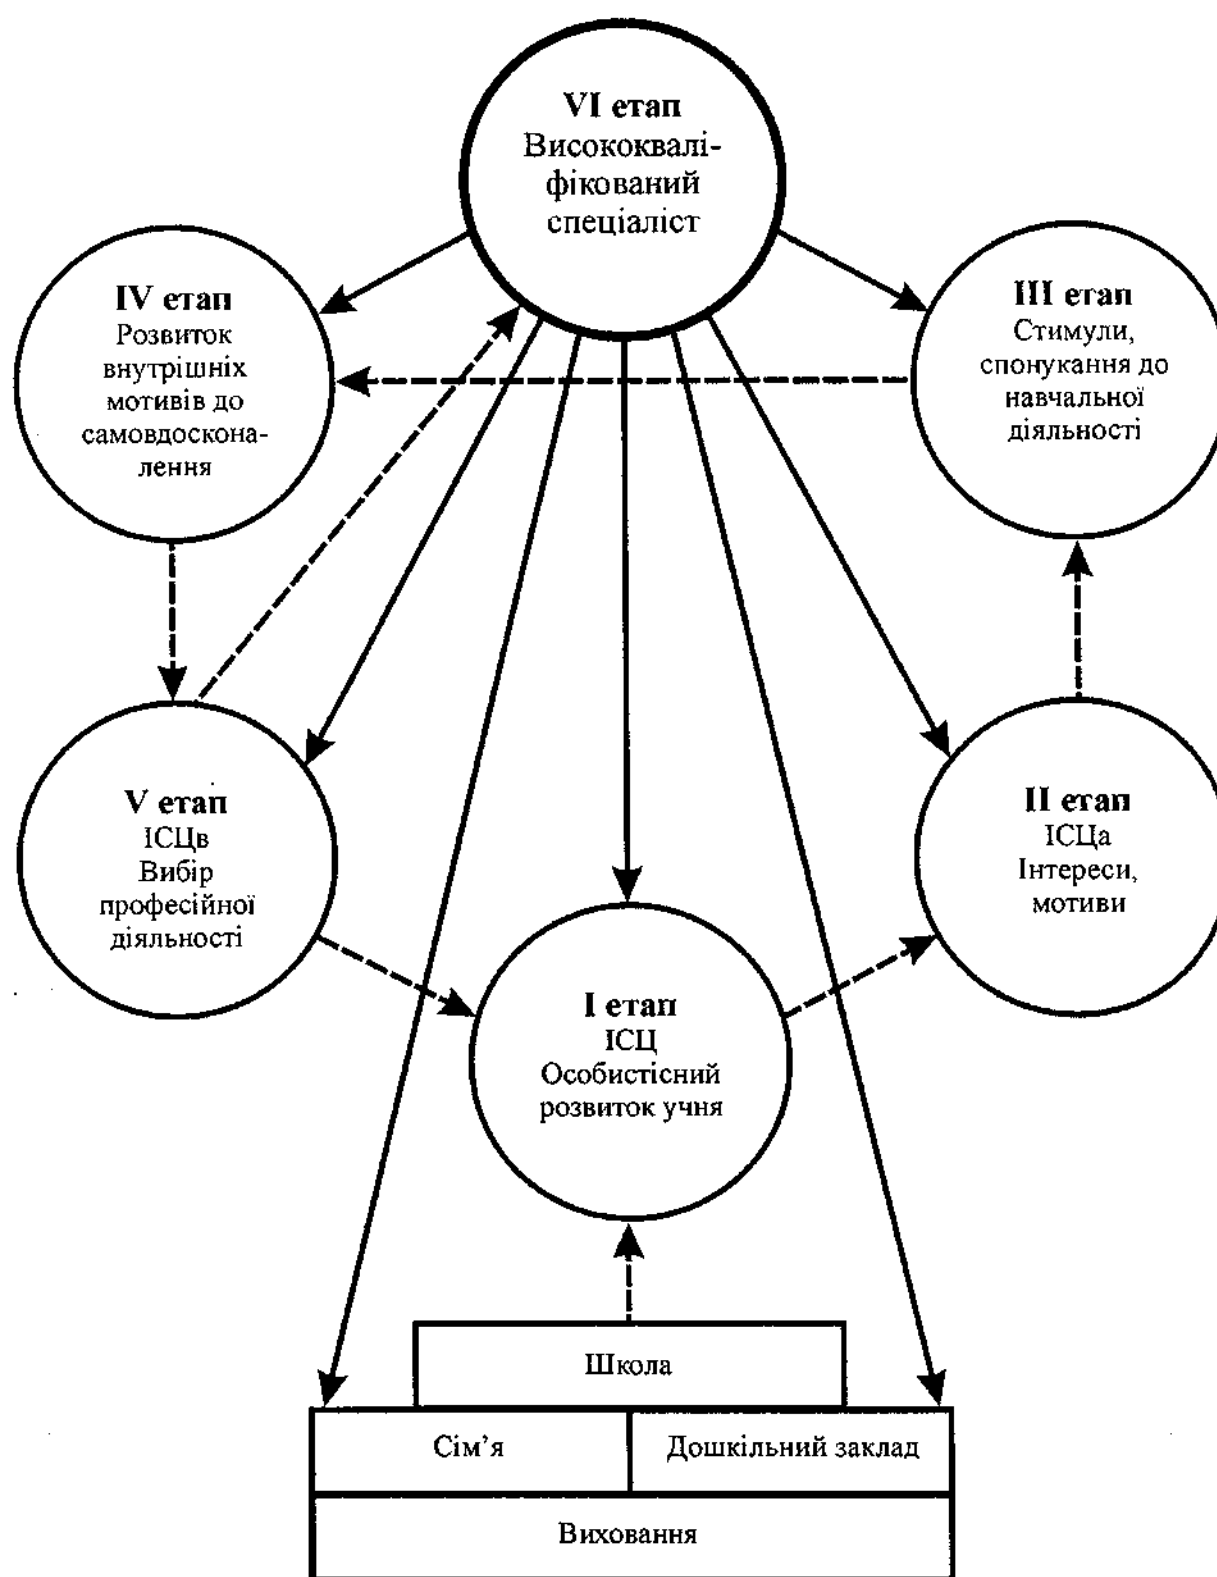 VI етап
Висококвалі-
фікований
спеціаліст
IV етап
Розвиток
внутрішніх
мотивів до
самовдоскона-
лення
III етап
Стимули,
спонукання до
навчальної
діяльності
V етап
ІСЦв
Вибір
професійної
діяльності
II етап
ІСЦа
Інтереси,
мотиви
I етап
ІСЦ
Особистісний
розвиток учня
Школа
Сім’я
Дошкільний заклад
Виховання